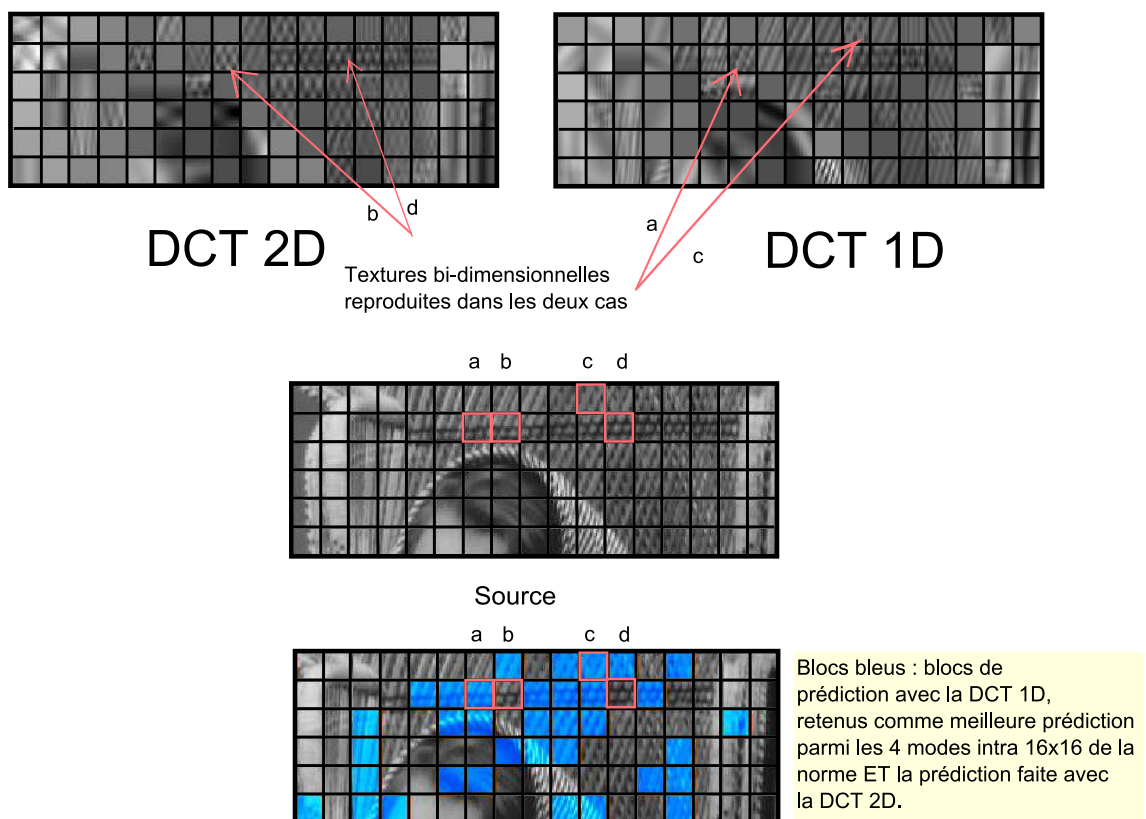 b
d
a
c
DCT 2D
DCT 1D
Textures bi-dimensionnelles
reproduites dans les deux cas
a b c d
Source
a b c d
Blocs bleus : blocs de
prédiction avec la DCT 1D,
retenus comme meilleure prédiction
parmi les 4 modes intra 16x16 de la
norme ET la prédiction faite avec
la DCT 2D.